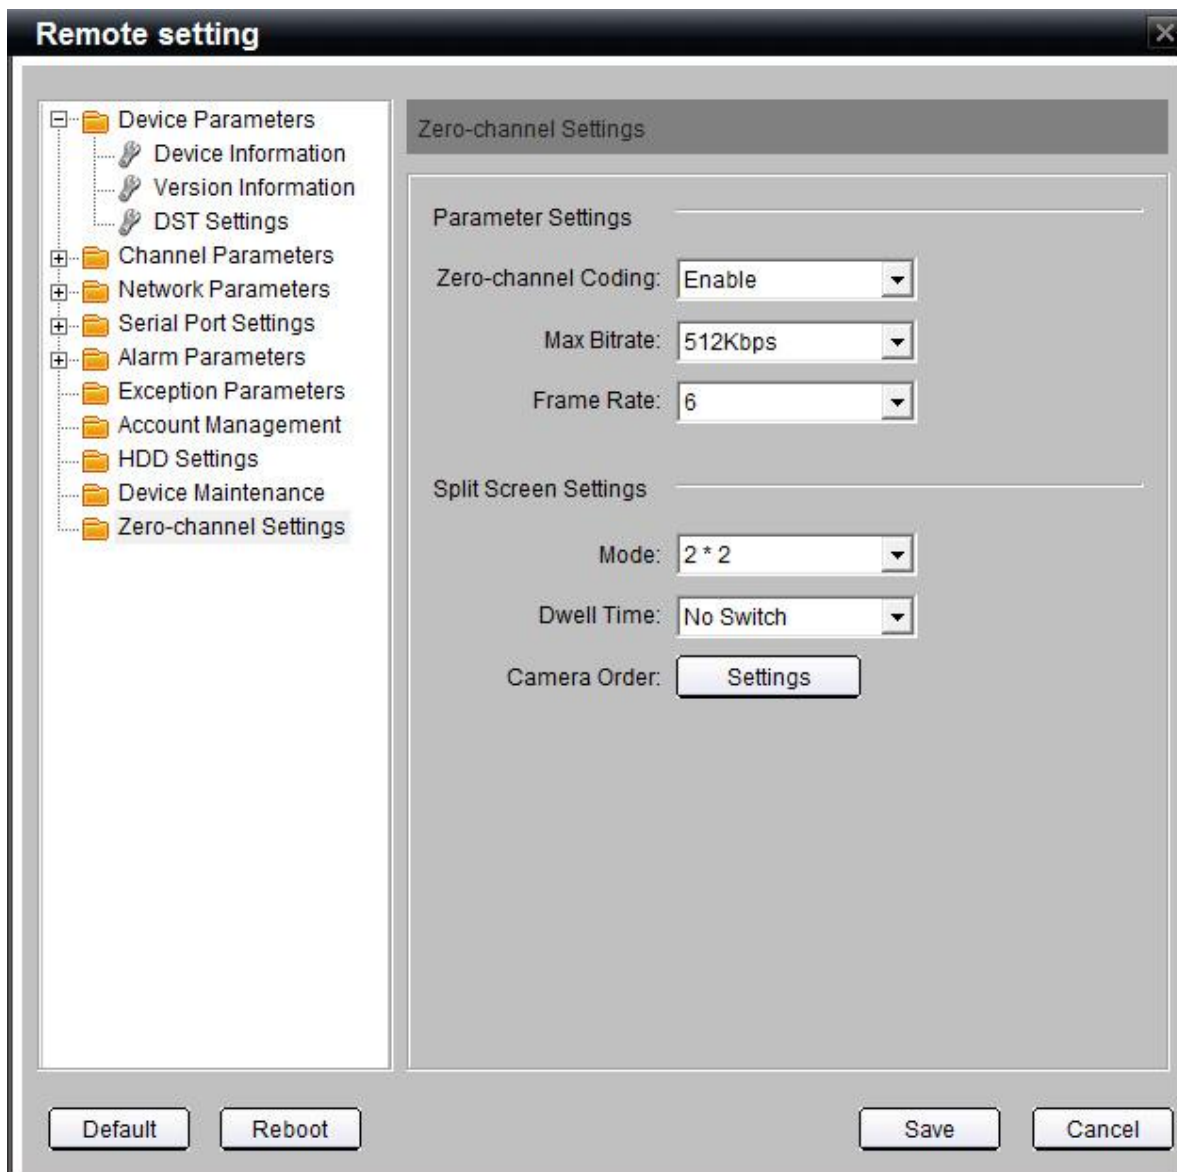 Remote setting
Device Parameters
Device Information
Version Information
DST Settings
Channel Parameters
Network Parameters
Serial Port Settings
Alarm Parameters
Exception Parameters
Account Management
HDD Settings
Device Maintenance
Zero-channel Settings
Zero-channel Settings
Parameter Settings
Zero-channel Coding: Enable
Max Bitrate: 512Kbps
Frame Rate: 6
Split Screen Settings
Mode: 2 * 2
Dwell Time: No Switch
Camera Order: Settings
Default Reboot Save Cancel